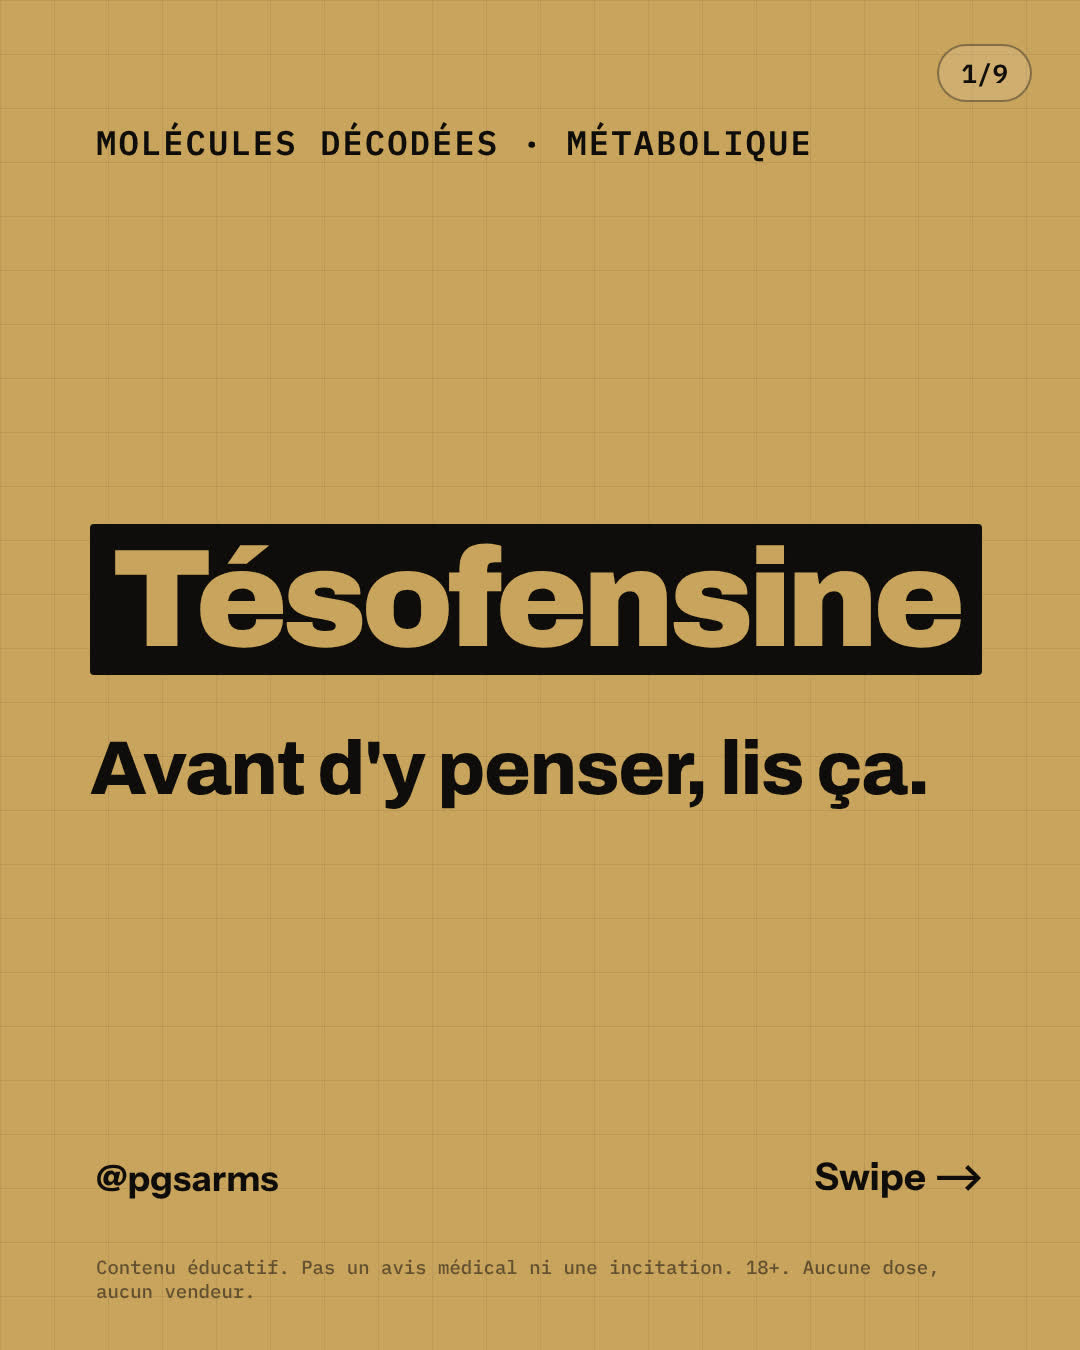 1/9
MOLÉCULES DÉCODÉES · MÉTABOLIQUE
Tésofensine
Avant d'y penser, lis ça.
@pgsarms
Swipe →
Contenu éducatif. Pas un avis médical ni une incitation. 18+. Aucune dose,
aucun vendeur.